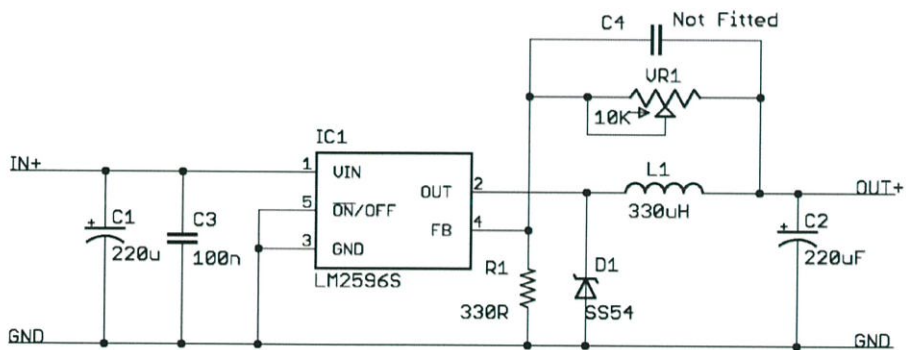 C4 Not Fitted
VR1
10K
IC1
IN+
1 VIN
L1
OUT 2
OUT+
330uH
C1
220u
C3
100n
5 ON/OFF
3 GND
FB 4
C2
220uF
LM2596S
R1
330R
D1
SS54
GND
GND